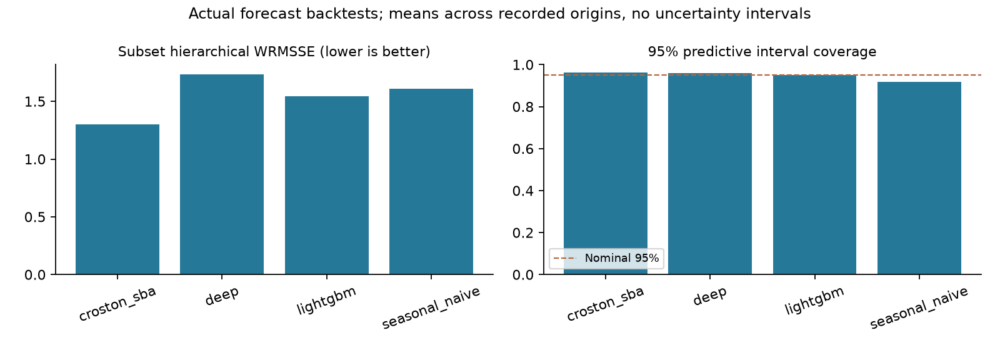 Actual forecast backtests; means across recorded origins, no uncertainty intervals
Subset hierarchical WRMSSE (lower is better)
1.5
1.0
0.5
0.0
croston_sba
deep
lightgbm
seasonal_naive
95% predictive interval coverage
1.0
0.8
0.6
0.4
0.2
0.0
Nominal 95%
croston_sba
deep
lightgbm
seasonal_naive